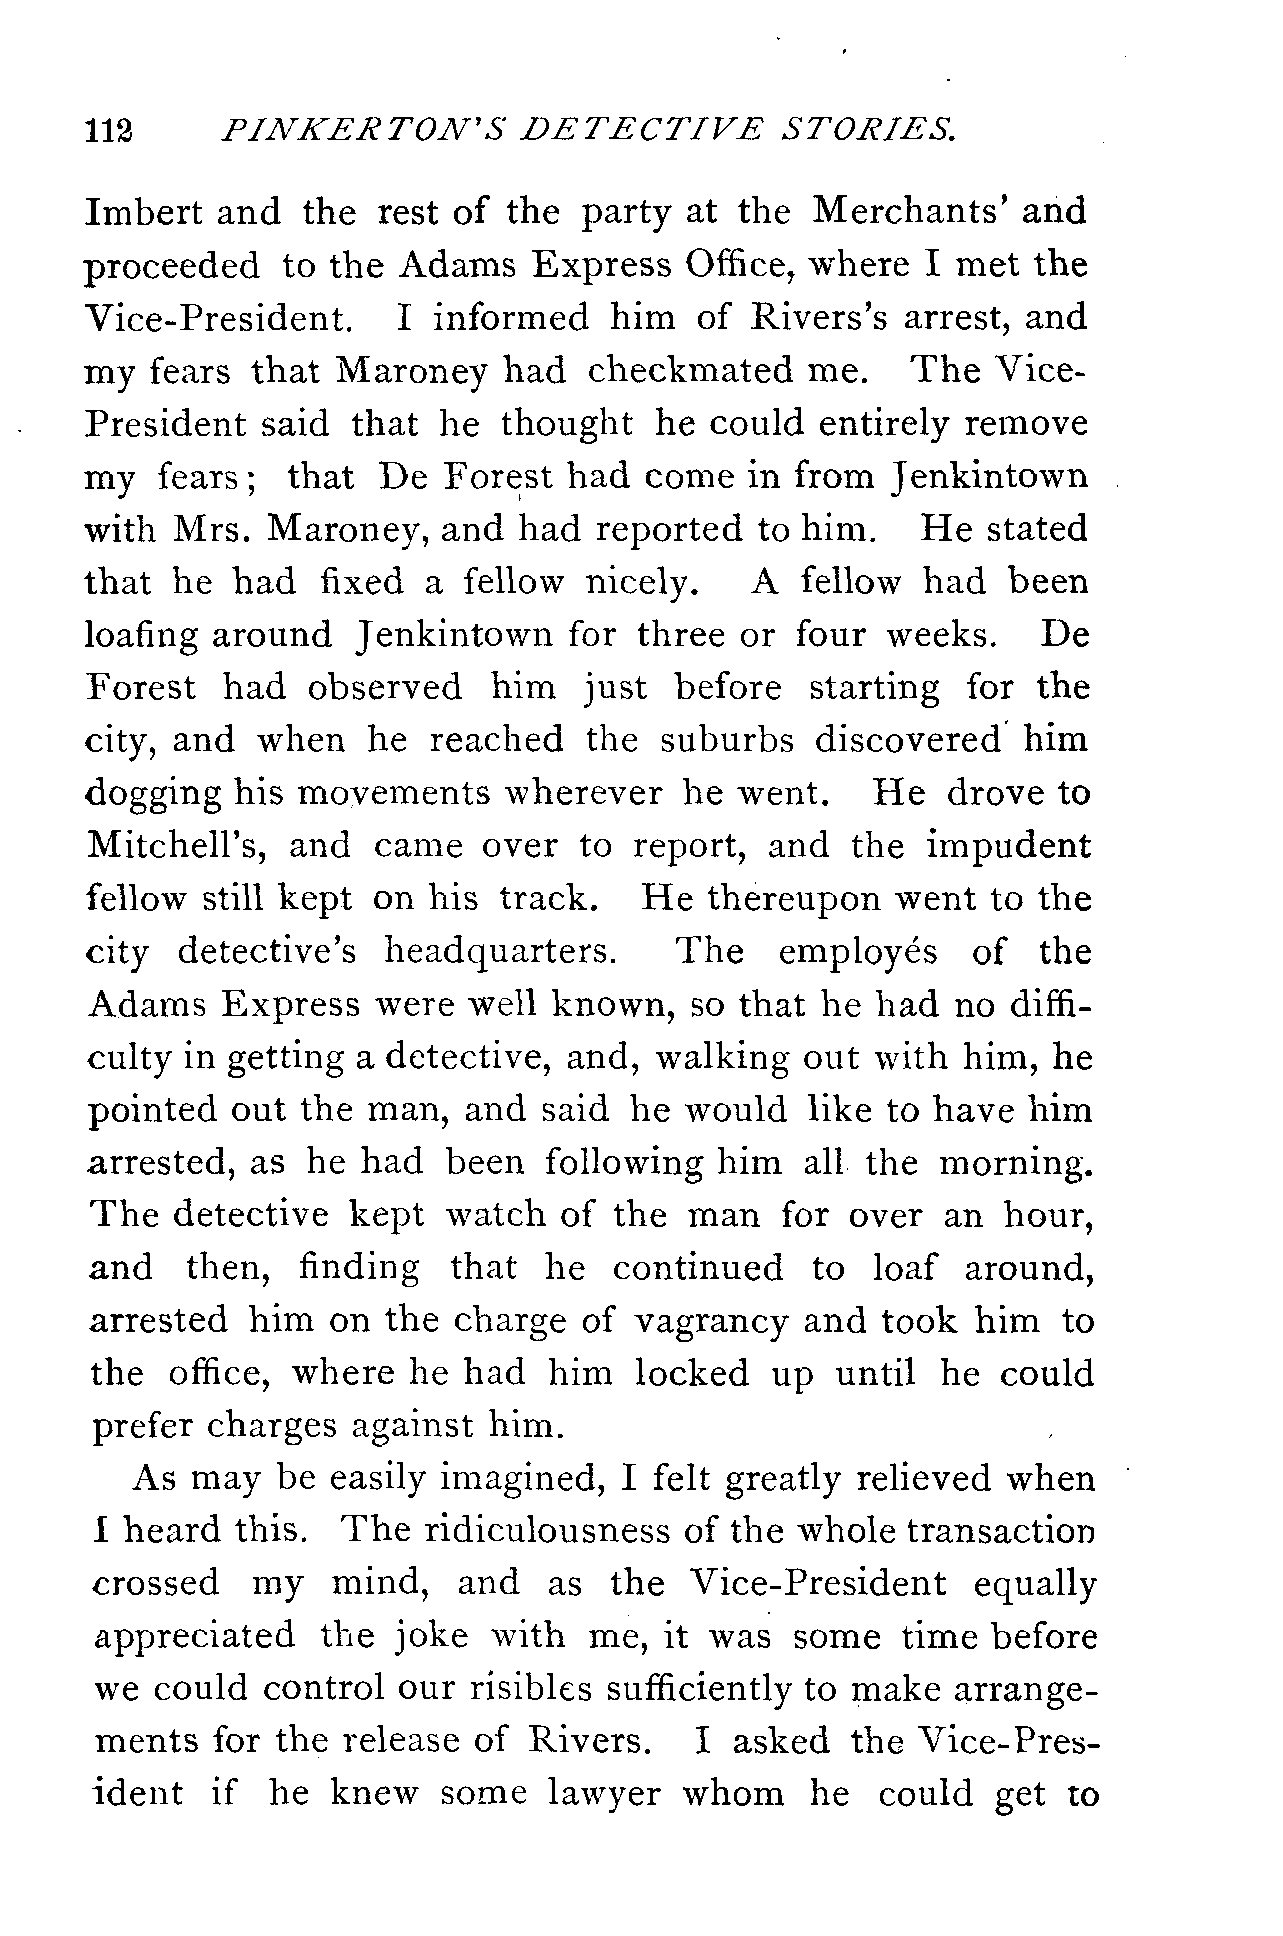 112 PINKERTON'S DETECTIVE STORIES.
Imbert and the rest of the party at the Merchants' and
proceeded to the Adams Express Office, where I met the
Vice-President. I informed him of Rivers's arrest, and
my fears that Maroney had checkmated me. The Vice-
President said that he thought he could entirely remove
my fears; that De Forest had come in from Jenkintown
with Mrs. Maroney, and had reported to him. He stated
that he had fixed a fellow nicely. A fellow had been
loafing around Jenkintown for three or four weeks. De
Forest had observed him just before starting for the
city, and when he reached the suburbs discovered him
dogging his movements wherever he went. He drove to
Mitchell's, and came over to report, and the impudent
fellow still kept on his track. He thereupon went to the
city detective's headquarters. The employés of the
Adams Express were well known, so that he had no diffi-
culty in getting a detective, and, walking out with him, he
pointed out the man, and said he would like to have him
arrested, as he had been following him all the morning.
The detective kept watch of the man for over an hour,
and then, finding that he continued to loaf around,
arrested him on the charge of vagrancy and took him to
the office, where he had him locked up until he could
prefer charges against him.
As may be easily imagined, I felt greatly relieved when
I heard this. The ridiculousness of the whole transaction
crossed my mind, and as the Vice-President equally
appreciated the joke with me, it was some time before
we could control our risibles sufficiently to make arrange-
ments for the release of Rivers. I asked the Vice-Pres-
ident if he knew some lawyer whom he could get to